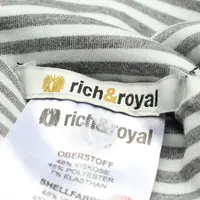 rich&royal
rich&royal
OBERSTOFF
48% VISKOSE
45% POLYESTER
7% ELASTHAN
SHELLFABRIC